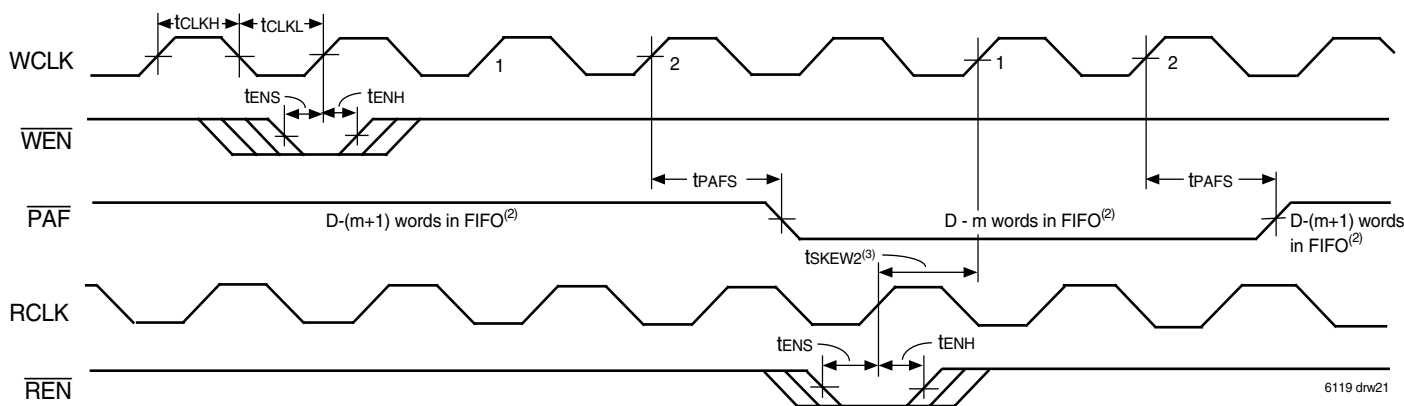 tCLKH tCLKL
WCLK
1 2 1 2
tENS tENH
WEN
tPAFS tPAFS
PAF
D-(m+1) words in FIFO(2)
D - m words in FIFO(2)
D-(m+1) words
in FIFO(2)
tSKEW2(3)
RCLK
tENS tENH
REN
6119 drw21